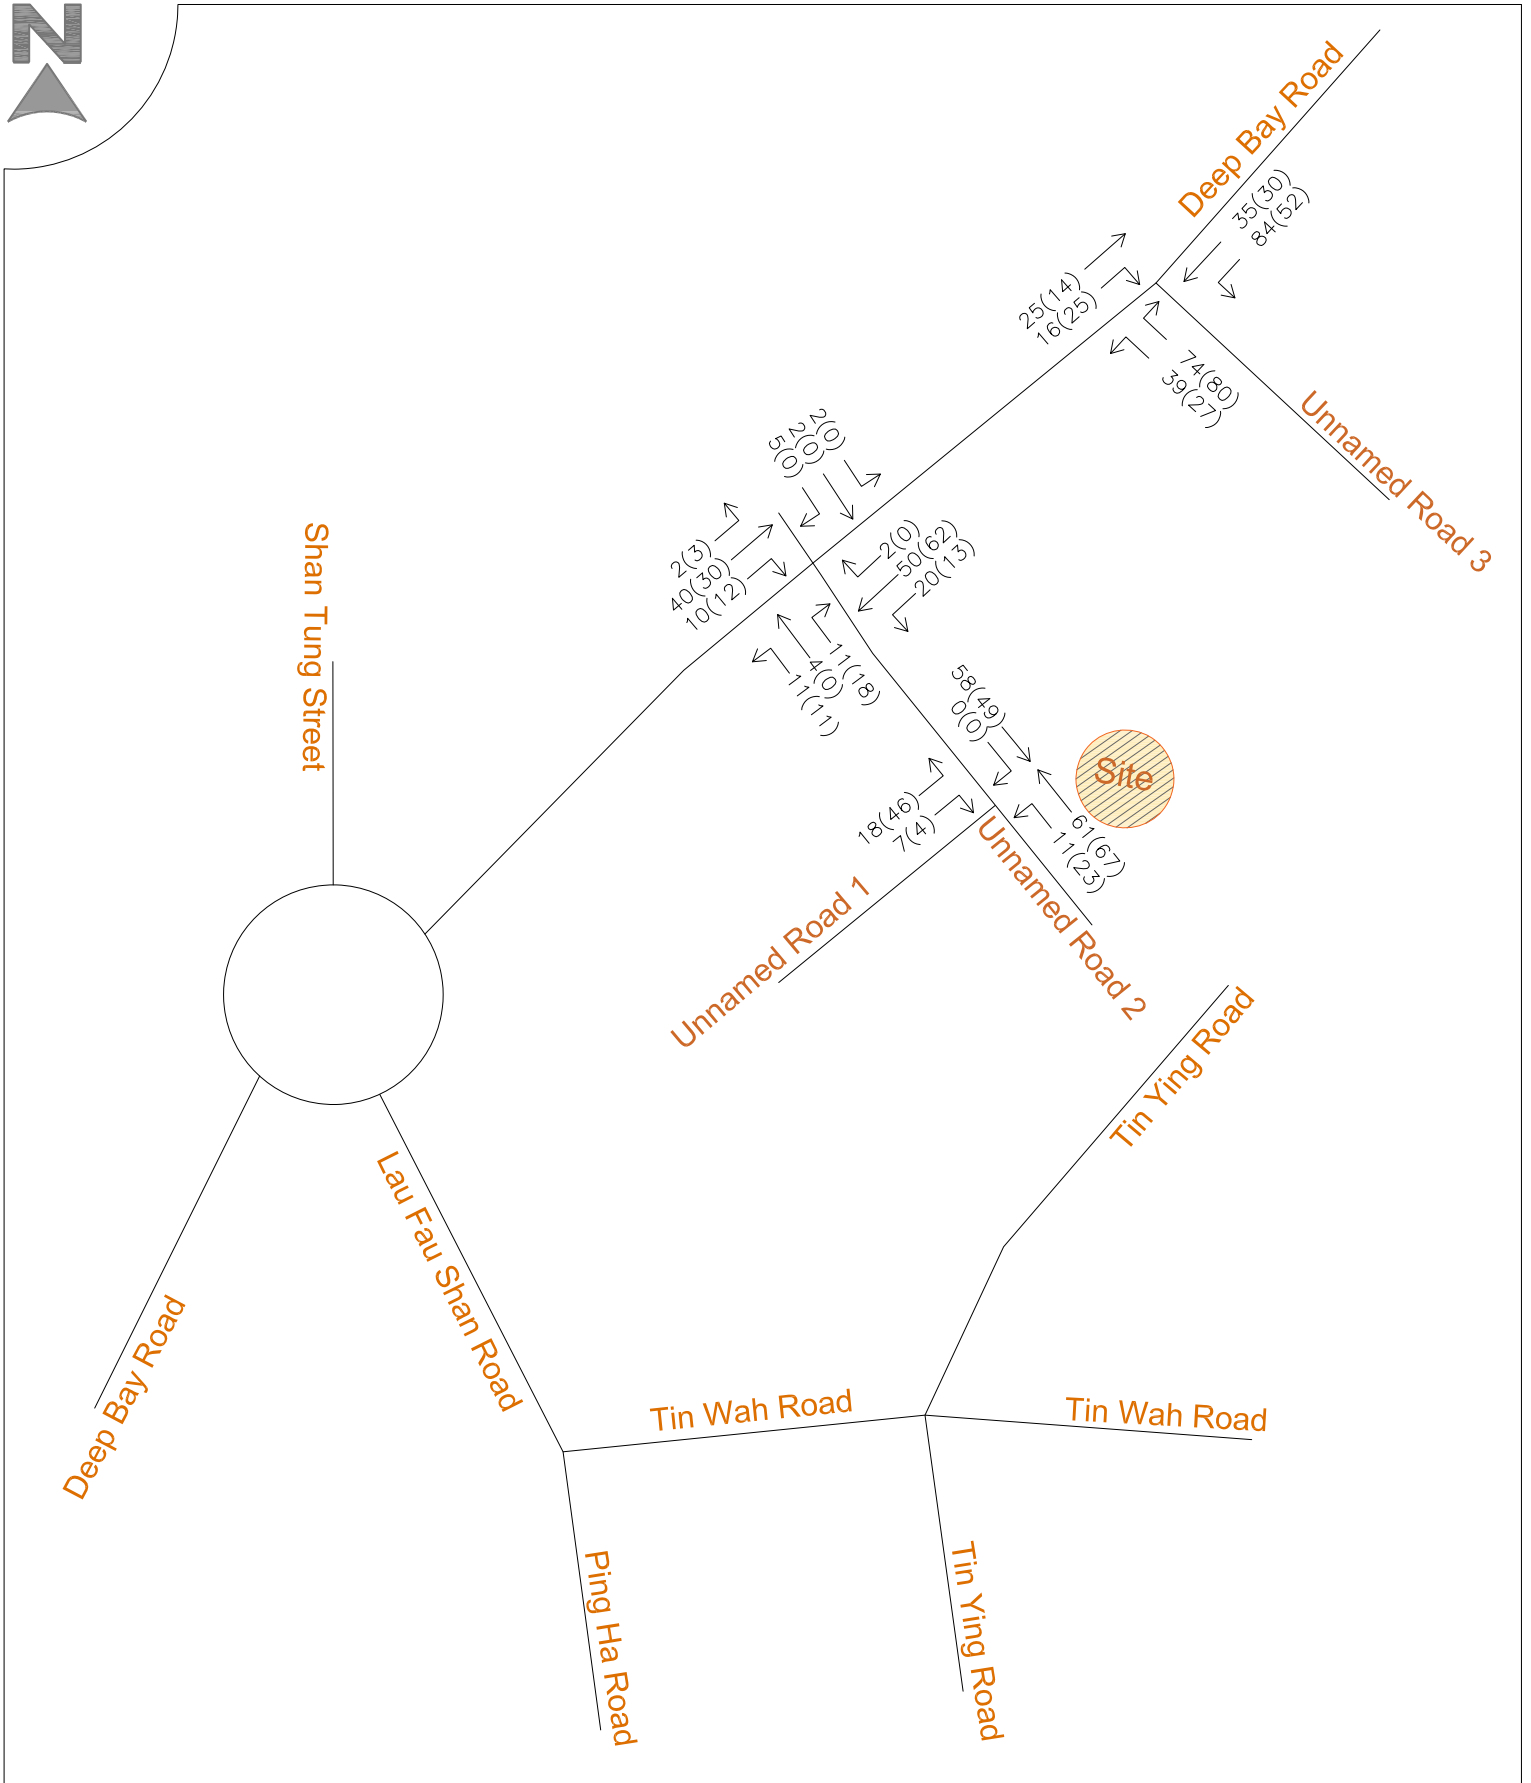 N
Deep Bay Road
35(30)
84(52)
25(14)
16(25)
74(80)
39(27)
Unnamed Road 3
2(0)
2(0)
5(0)
2(3)
40(30)
10(12)
2(0)
50(62)
20(13)
11(18)
4(0)
11(11)
Shan Tung Street
58(49)
0(0)
Site
18(46)
7(4)
61(67)
11(23)
Unnamed Road 1
Unnamed Road 2
Tin Ying Road
Lau Fau Shan Road
Deep Bay Road
Tin Wah Road
Tin Wah Road
Ping Ha Road
Tin Ying Road